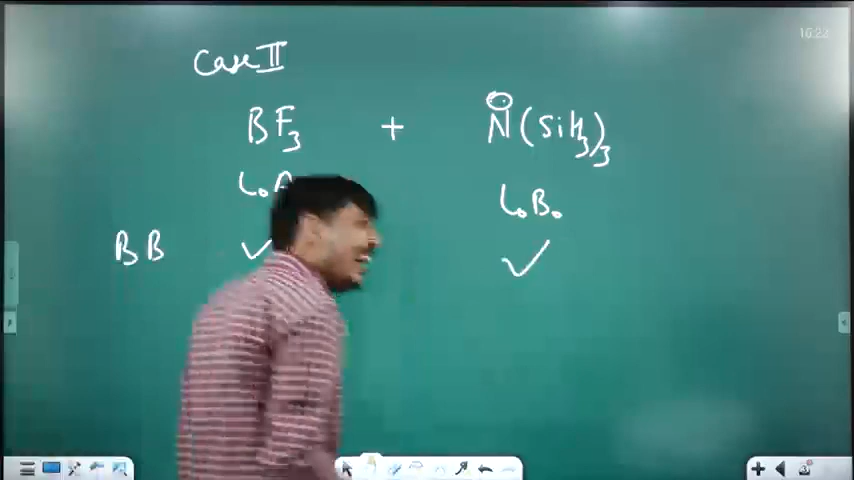 16:22
Case II
BF3 + N(SiH3)3
L.A L.B.
BB ✓ ✓